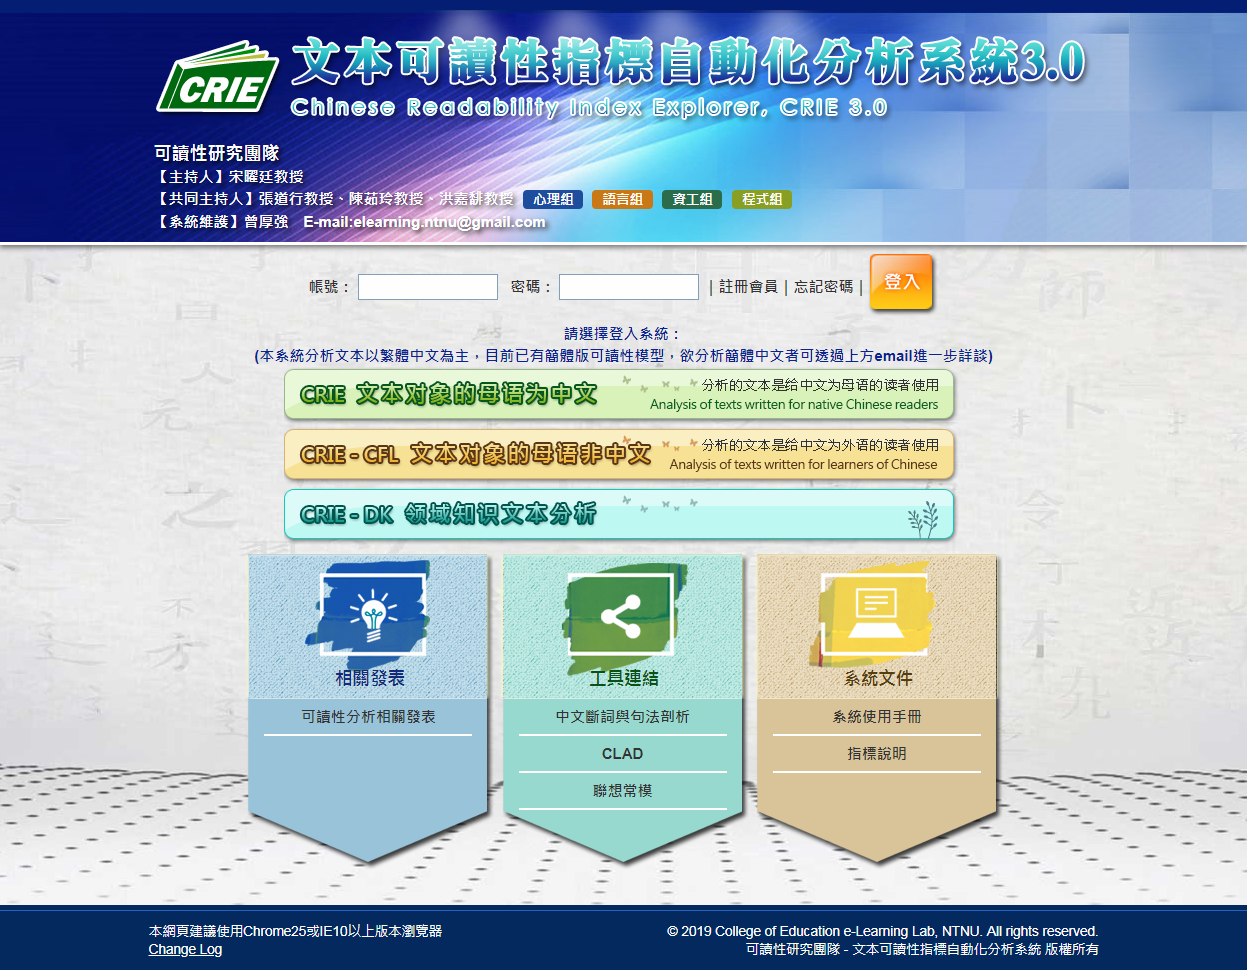 CRIE
文本可讀性指標自動化分析系統3.0
Chinese Readability Index Explorer, CRIE 3.0
可讀性研究團隊
【主持人】宋曜廷教授
【共同主持人】張道行教授、陳茹玲教授、洪嘉馡教授 心理組 語言組 資工組 程式組
【系統維護】曾厚強 E-mail:elearning.ntnu@gmail.com
帳號： 密碼： | 註冊會員 | 忘記密碼 | 登入
請選擇登入系統：
(本系統分析文本以繁體中文為主，目前已有簡體版可讀性模型，欲分析簡體中文者可透過上方email進一步詳談)
CRIE 文本对象的母语为中文
分析的文本是给中文为母语的读者使用
Analysis of texts written for native Chinese readers
CRIE - CFL 文本对象的母语非中文
分析的文本是给中文为外语的读者使用
Analysis of texts written for learners of Chinese
CRIE - DK 领域知识文本分析
相關發表
可讀性分析相關發表
工具連結
中文斷詞與句法剖析
CLAD
聯想常模
系統文件
系統使用手冊
指標說明
本網頁建議使用Chrome25或IE10以上版本瀏覽器
Change Log
© 2019 College of Education e-Learning Lab, NTNU. All rights reserved.
可讀性研究團隊 - 文本可讀性指標自動化分析系統 版權所有